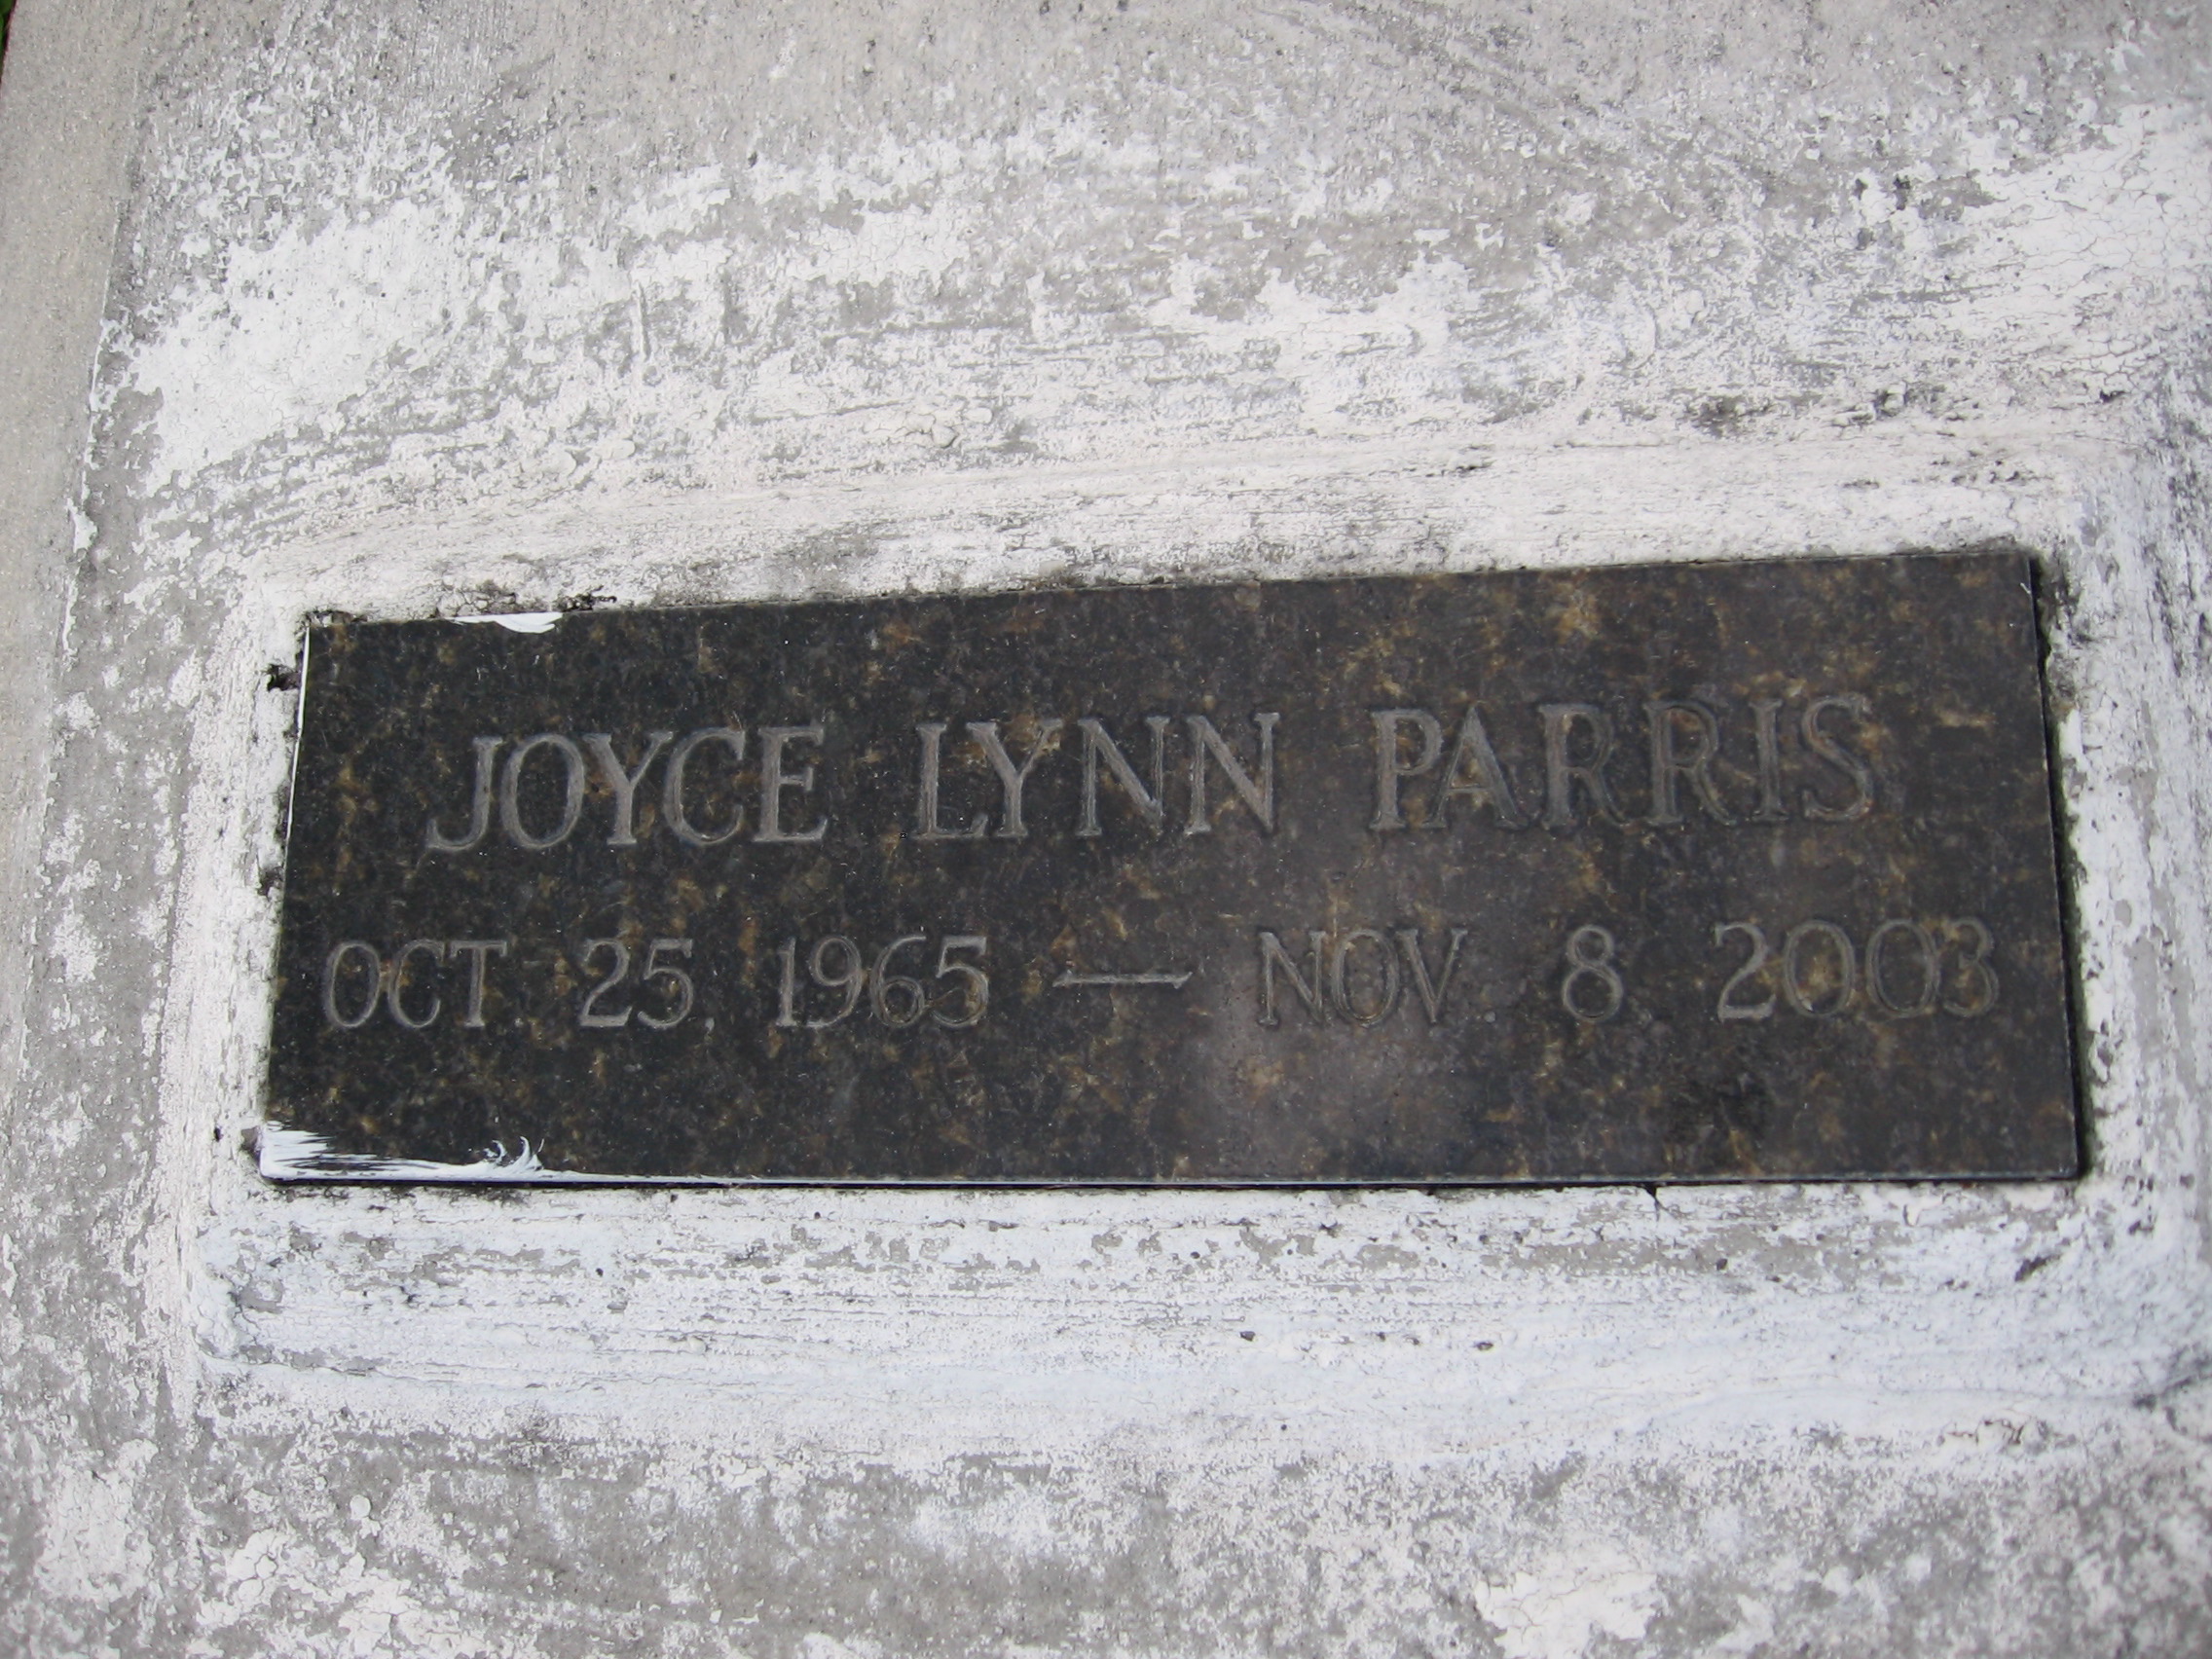 JOYCE LYNN PARRIS
OCT. 25, 1965 — NOV. 8, 2003